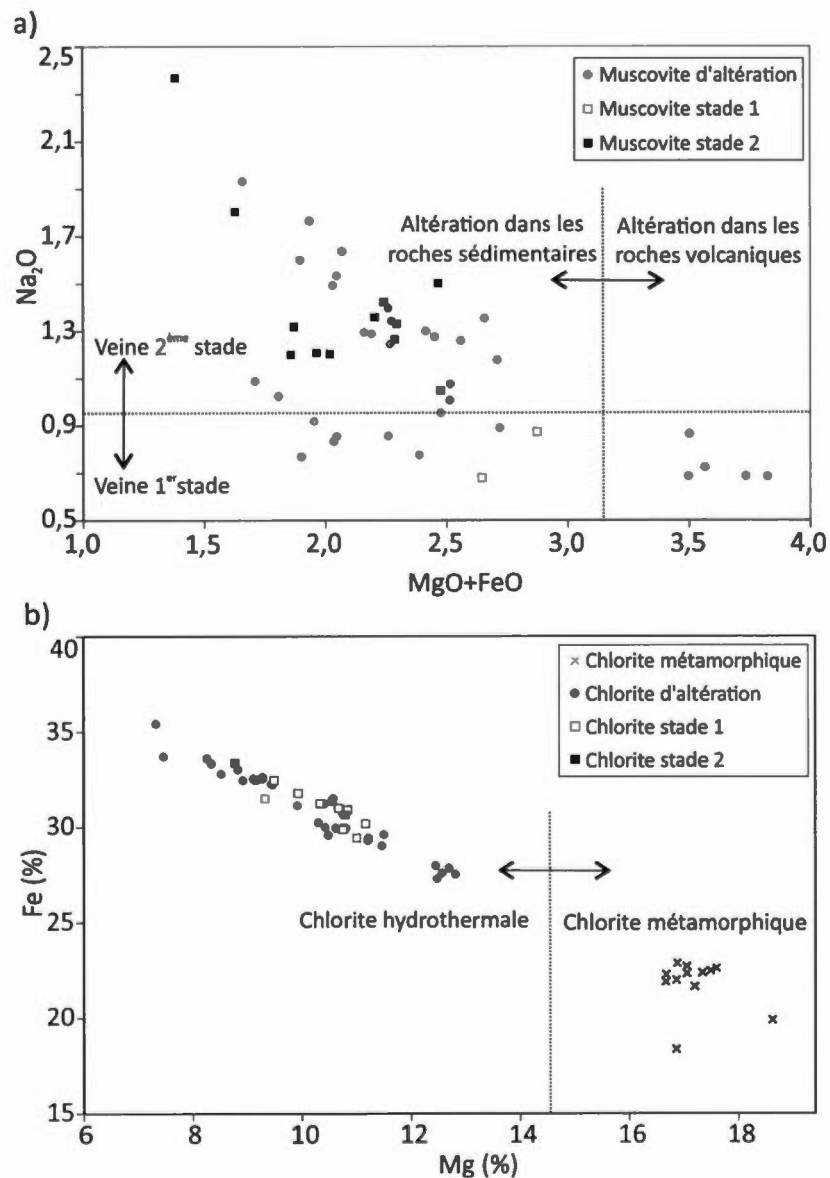 a)
2,5
2,1
1,7
1,3
0,9
0,5
Na₂O
Muscovite d'altération
Muscovite stade 1
Muscovite stade 2
Altération dans les
roches sédimentaires
Altération dans les
roches volcaniques
Veine 2ème stade
Veine 1er stade
1,0
1,5
2,0
2,5
3,0
3,5
4,0
MgO+FeO
b)
40
35
30
25
20
15
Fe (%)
Chlorite métamorphique
Chlorite d'altération
Chlorite stade 1
Chlorite stade 2
Chlorite hydrothermale
Chlorite métamorphique
6
8
10
12
14
16
18
Mg (%)